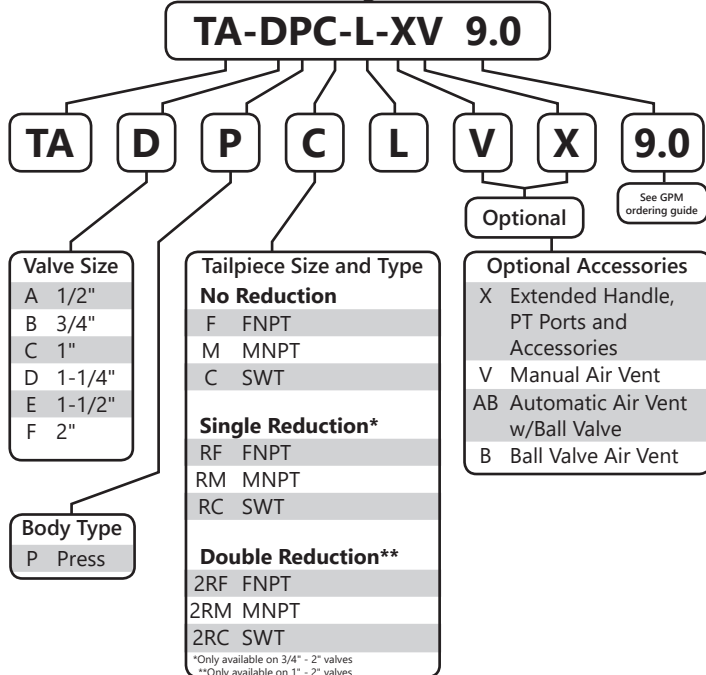 TA-DPC-L-XV 9.0
TA D P C L V X 9.0
See GPM
ordering guide
Optional
Valve Size
A 1/2"
B 3/4"
C 1"
D 1-1/4"
E 1-1/2"
F 2"
Body Type
P Press
Tailpiece Size and Type
No Reduction
F FNPT
M MNPT
C SWT
Single Reduction*
RF FNPT
RM MNPT
RC SWT
Double Reduction**
2RF FNPT
2RM MNPT
2RC SWT
*Only available on 3/4" - 2" valves
**Only available on 1" - 2" valves
Optional Accessories
X Extended Handle,
PT Ports and
Accessories
V Manual Air Vent
AB Automatic Air Vent
w/Ball Valve
B Ball Valve Air Vent